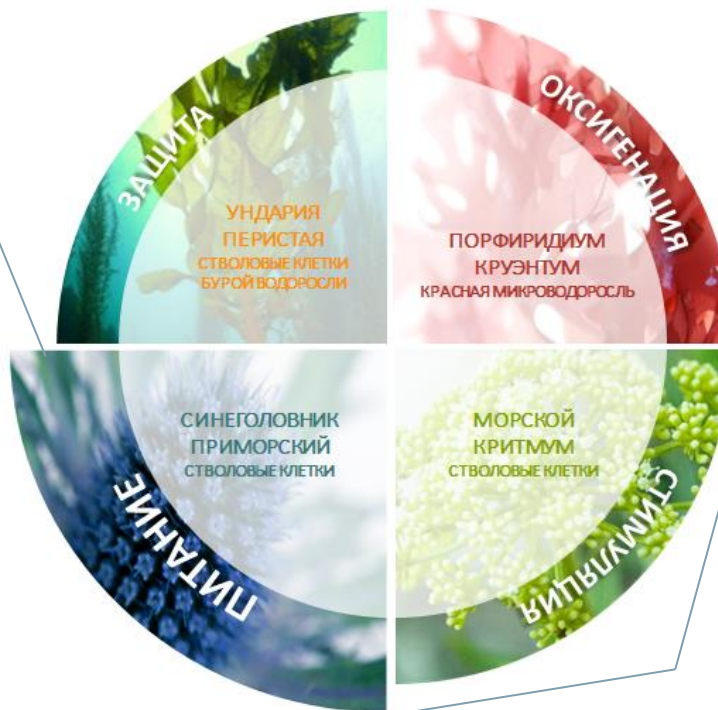 ЗАЩИТА
УНДАРИЯ
ПЕРИСТАЯ
СТВОЛОВЫЕ КЛЕТКИ
БУРОЙ ВОДОРОСЛИ
ОКСИГЕНАЦИЯ
ПОРФИРИДИУМ
КРУЭНТУМ
КРАСНАЯ МИКРОВОДОРОСЛЬ
СИНЕГОЛОВНИК
ПРИМОРСКИЙ
СТВОЛОВЫЕ КЛЕТКИ
ПИТАНИЕ
МОРСКОЙ
КРИТМУМ
СТВОЛОВЫЕ КЛЕТКИ
СТИМУЛЯЦИЯ